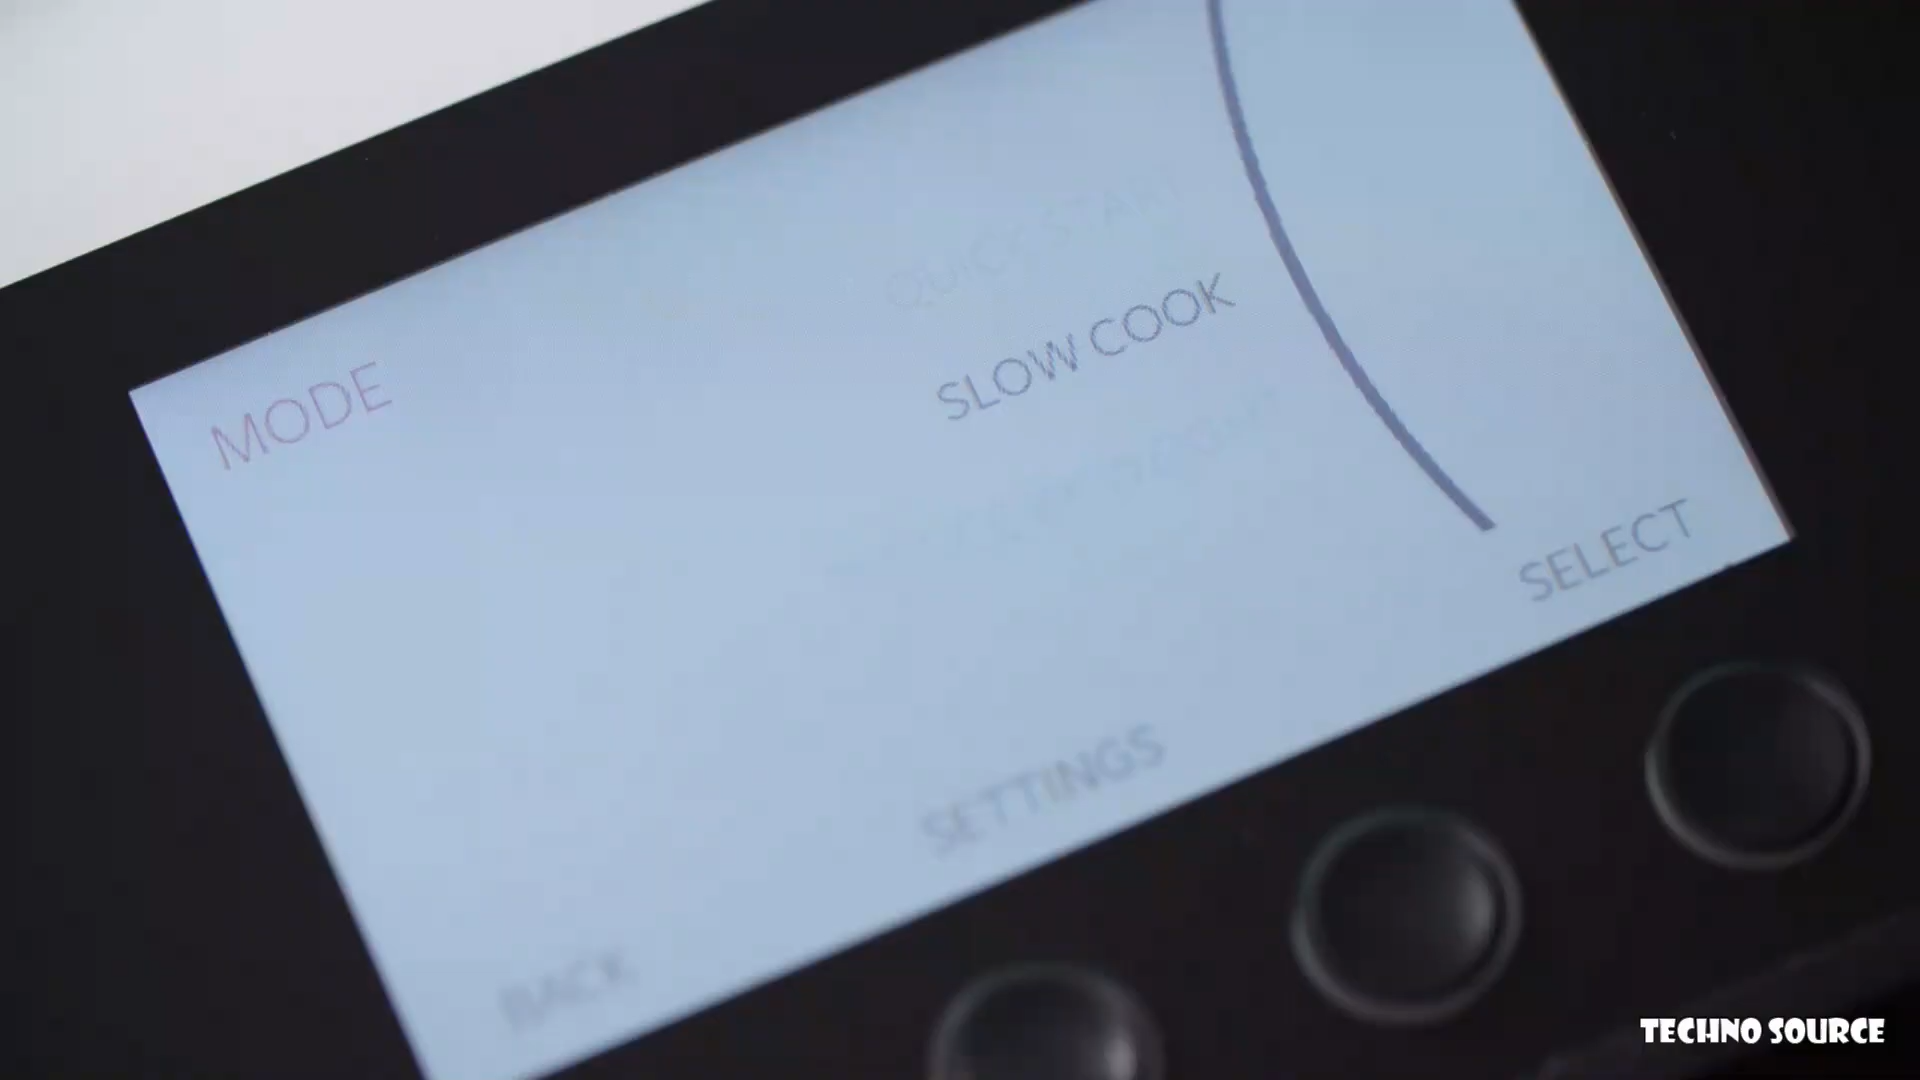 MODE
QUICK START
SLOW COOK
SELECT
SETTINGS
BACK
TECHNO SOURCE